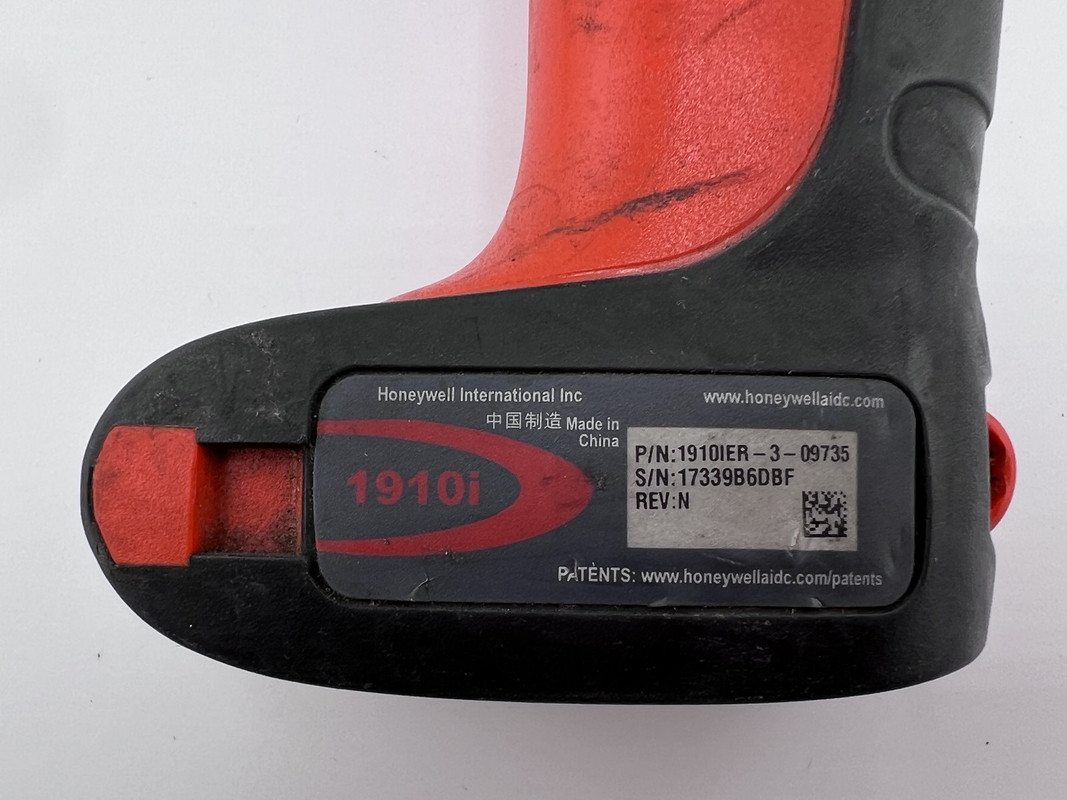 Honeywell International Inc
www.honeywellaidc.com
中国制造 Made in
China
1910i
P/N:1910IER-3-09735
S/N:17339B6DBF
REV:N
PATENTS: www.honeywellaidc.com/patents